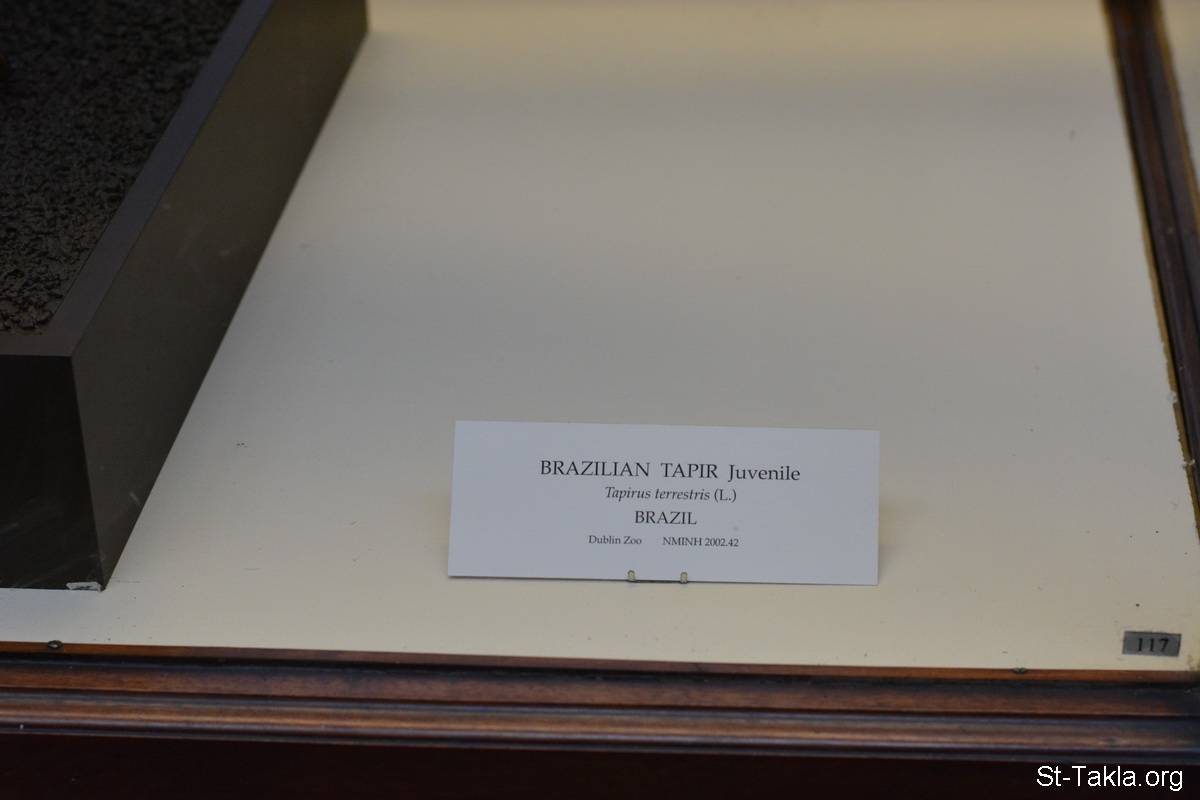 BRAZILIAN TAPIR Juvenile
Tapirus terrestris (L.)
BRAZIL
Dublin Zoo NMINH 2002.42
117
St-Takla.org